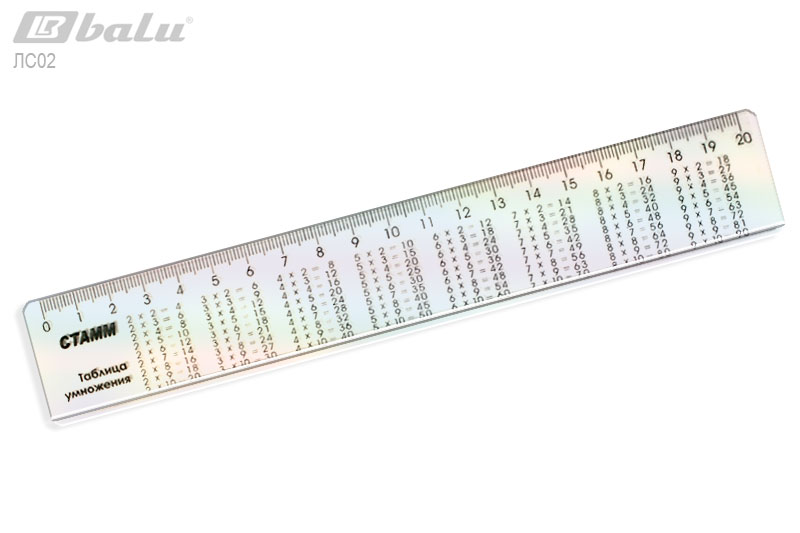 LB balu®
ЛС02
0 1 2 3 4 5 6 7 8 9 10 11 12 13 14 15 16 17 18 19 20
СТАММ
Таблица
умножения
2 x 2 = 4
2 x 3 = 6
2 x 4 = 8
2 x 5 = 10
2 x 6 = 12
2 x 7 = 14
2 x 8 = 16
2 x 9 = 18
2 x 10 = 20
3 x 2 = 6
3 x 3 = 9
3 x 4 = 12
3 x 5 = 15
3 x 6 = 18
3 x 7 = 21
3 x 8 = 24
3 x 9 = 27
3 x 10 = 30
4 x 2 = 8
4 x 3 = 12
4 x 4 = 16
4 x 5 = 20
4 x 6 = 24
4 x 7 = 28
4 x 8 = 32
4 x 9 = 36
4 x 10 = 40
5 x 2 = 10
5 x 3 = 15
5 x 4 = 20
5 x 5 = 25
5 x 6 = 30
5 x 7 = 35
5 x 8 = 40
5 x 9 = 45
5 x 10 = 50
6 x 2 = 12
6 x 3 = 18
6 x 4 = 24
6 x 5 = 30
6 x 6 = 36
6 x 7 = 42
6 x 8 = 48
6 x 9 = 54
6 x 10 = 60
7 x 2 = 14
7 x 3 = 21
7 x 4 = 28
7 x 5 = 35
7 x 6 = 42
7 x 7 = 49
7 x 8 = 56
7 x 9 = 63
7 x 10 = 70
8 x 2 = 16
8 x 3 = 24
8 x 4 = 32
8 x 5 = 40
8 x 6 = 48
8 x 7 = 56
8 x 8 = 64
8 x 9 = 72
8 x 10 = 80
9 x 2 = 18
9 x 3 = 27
9 x 4 = 36
9 x 5 = 45
9 x 6 = 54
9 x 7 = 63
9 x 8 = 72
9 x 9 = 81